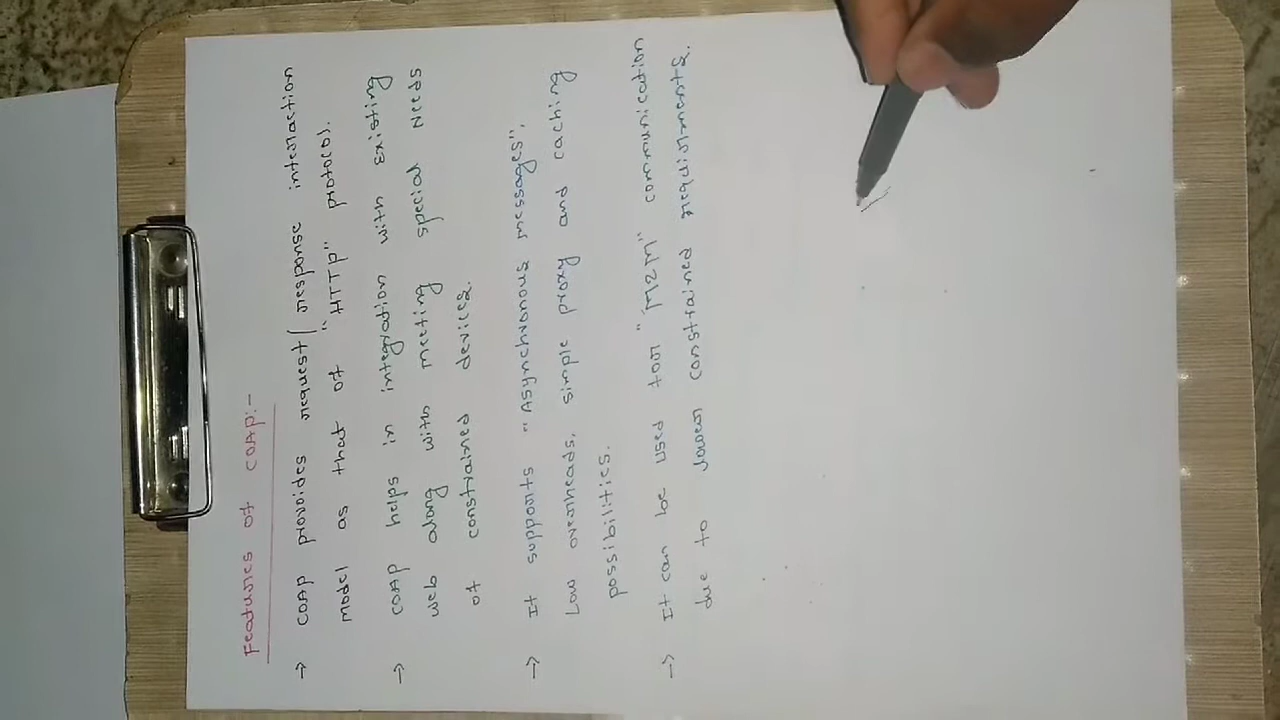 Features of COAP:-
→ COAP provoides request/response interaction
model as that of "HTTP" protocol.
→ COAP helps in integration with existing
web along with meeting special needs
of constrained devices.
→ It supports "Asynchronous messages",
Low overheads, simple proxy and caching
possibilities.
→ It can be used for "M2M" communication
due to lower constrained requirments.